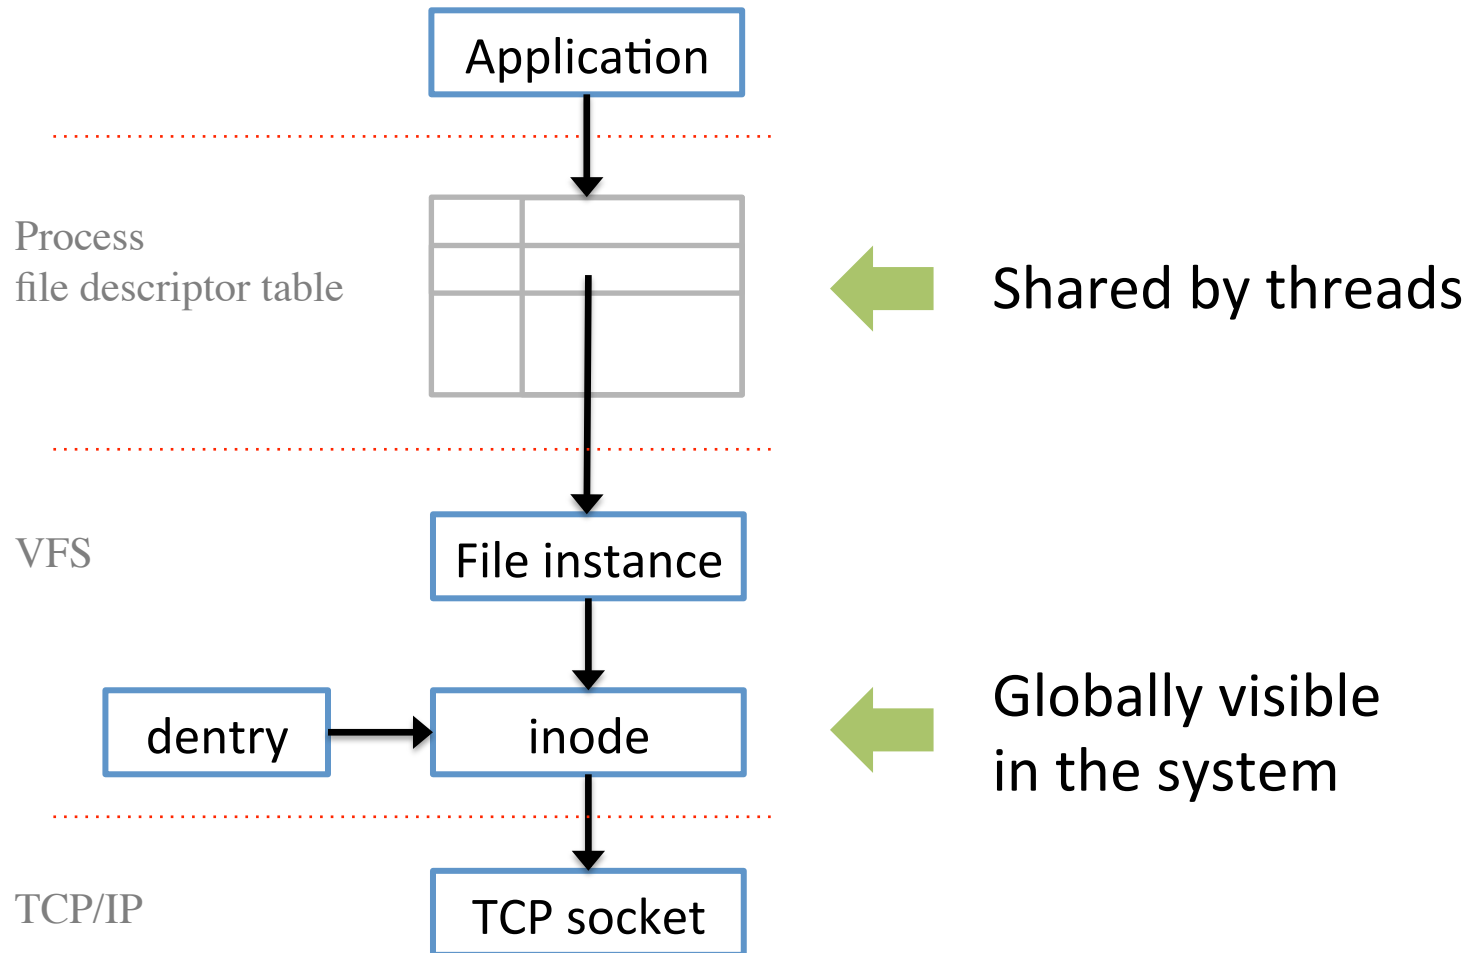 Application
Process
file descriptor table
Shared by threads
VFS
File instance
dentry
inode
Globally visible
in the system
TCP/IP
TCP socket